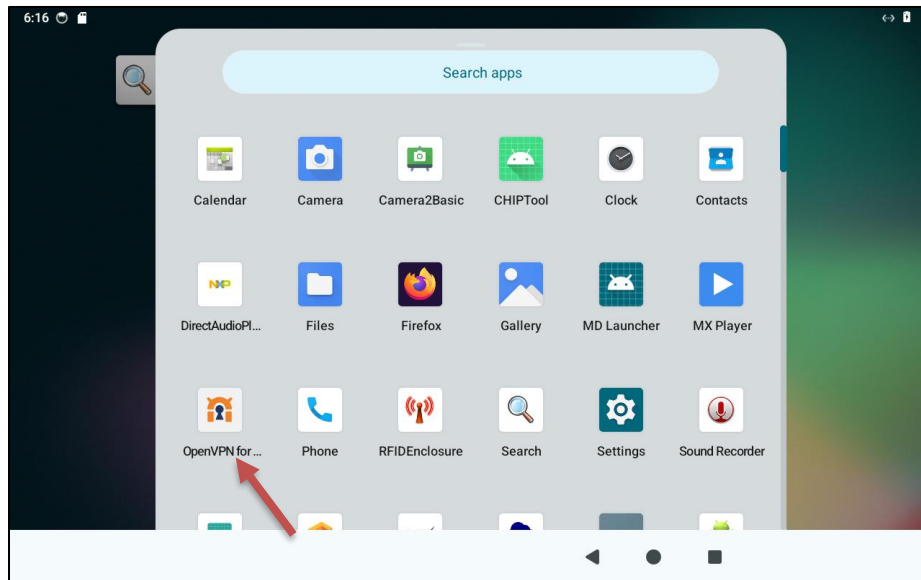 6:16
Search apps
Calendar
Camera
Camera2Basic
CHIPTool
Clock
Contacts
NXP
DirectAudioPl...
Files
Firefox
Gallery
MD Launcher
MX Player
OpenVPN for ...
Phone
RFIDEnclosure
Search
Settings
Sound Recorder